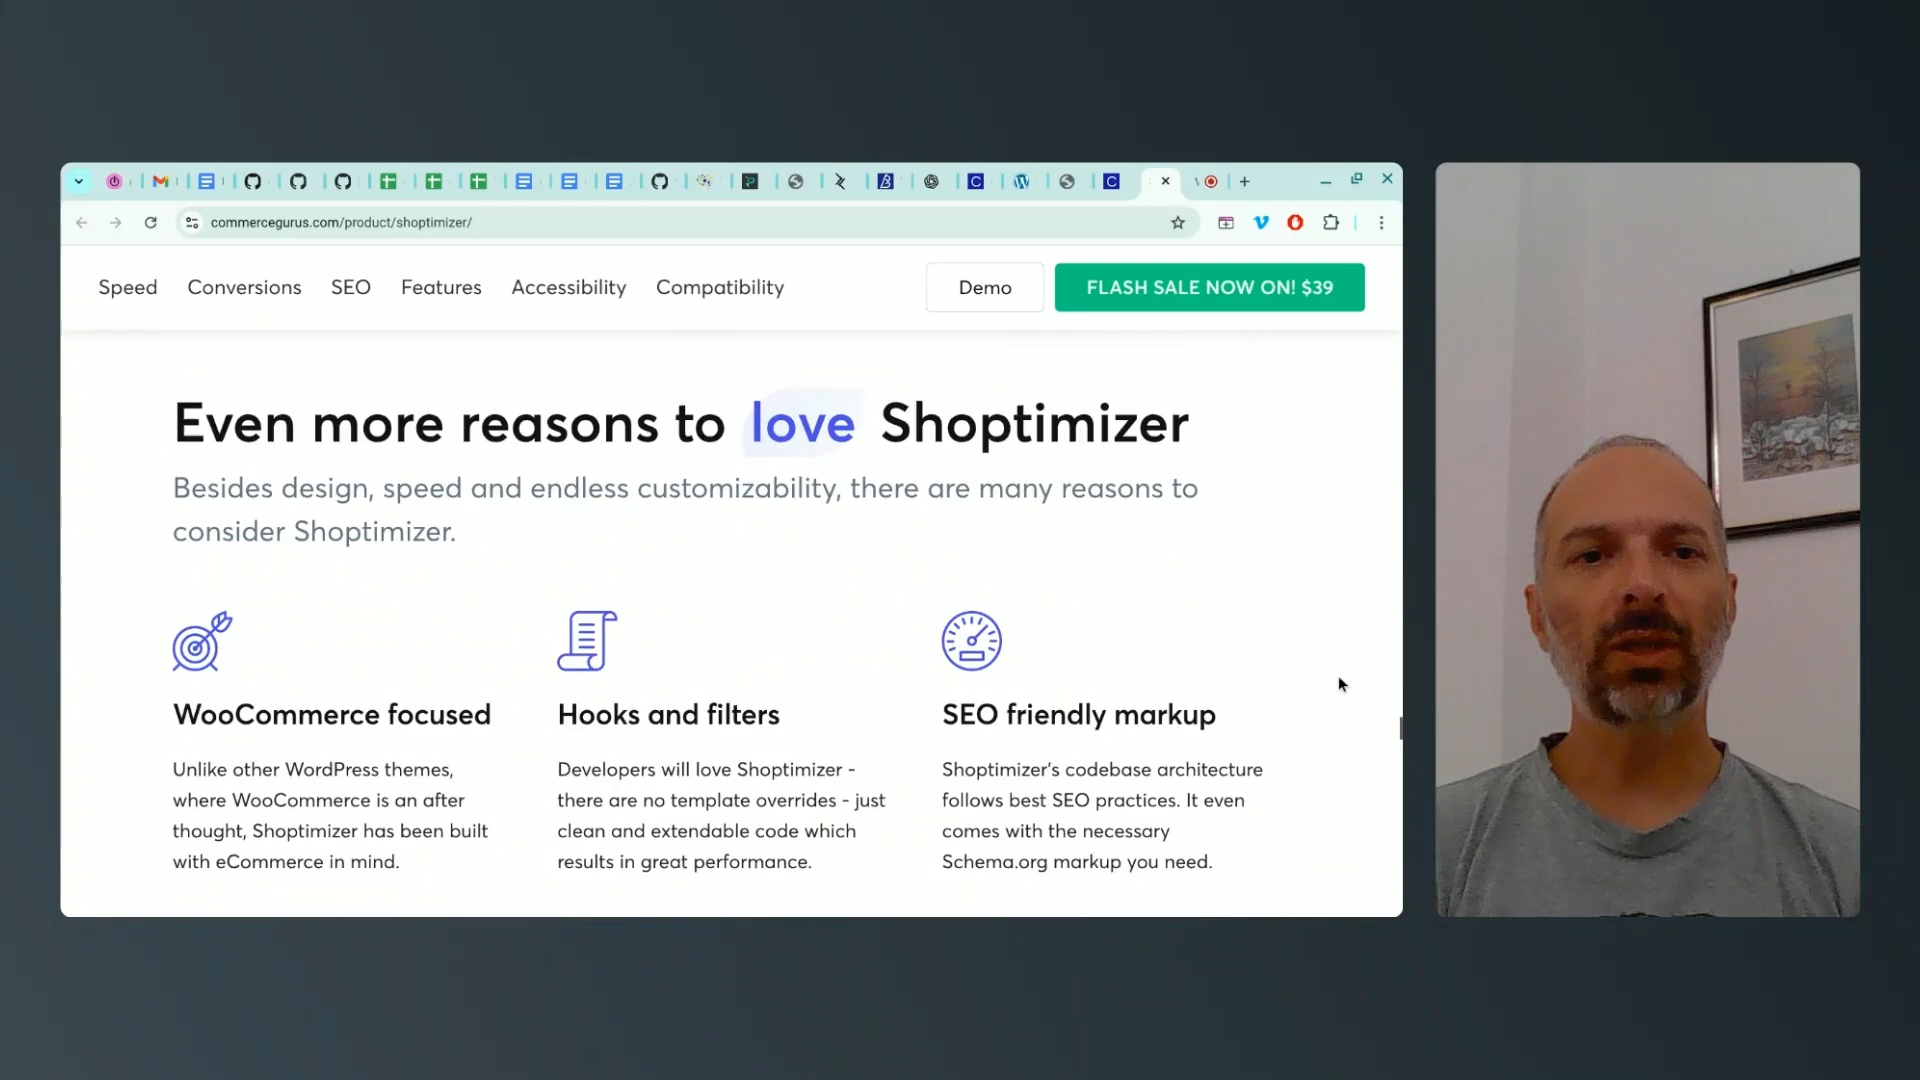 commercegurus.com/product/shoptimizer/
Speed Conversions SEO Features Accessibility Compatibility
Demo
FLASH SALE NOW ON! $39
Even more reasons to love Shoptimizer
Besides design, speed and endless customizability, there are many reasons to
consider Shoptimizer.
WooCommerce focused
Unlike other WordPress themes,
where WooCommerce is an after
thought, Shoptimizer has been built
with eCommerce in mind.
Hooks and filters
Developers will love Shoptimizer -
there are no template overrides - just
clean and extendable code which
results in great performance.
SEO friendly markup
Shoptimizer's codebase architecture
follows best SEO practices. It even
comes with the necessary
Schema.org markup you need.